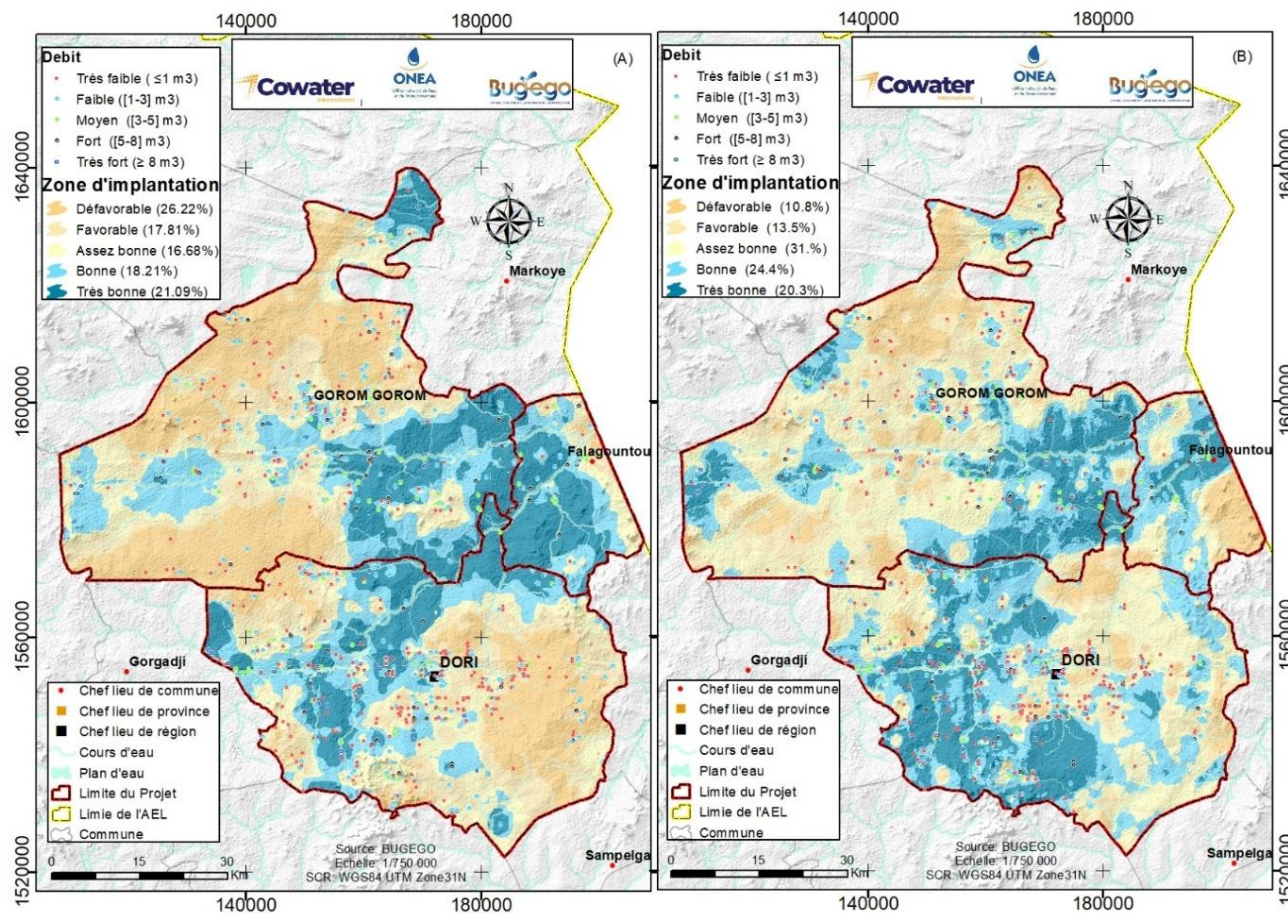 140000
180000
140000
180000
Debit
Très faible ( ≤1 m3)
Faible ([1-3] m3)
Moyen ([3-5] m3)
Fort ([5-8] m3)
Très fort (≥ 8 m3)
Zone d'implantation
Défavorable (26.22%)
Favorable (17.81%)
Assez bonne (16.68%)
Bonne (18.21%)
Très bonne (21.09%)
Cowater
international
ONEA
Bugego
(A)
N
W
E
S
Markoye
GOROM GOROM
Falagountou
Gorgadji
DORI
Sampelga
Chef lieu de commune
Chef lieu de province
Chef lieu de région
Cours d'eau
Plan d'eau
Limite du Projet
Limie de l'AEL
Commune
0
15
30
Km
Source: BUGEGO
Echelle: 1/750 000
SCR: WGS84 UTM Zone31N
1640000
1600000
1560000
1520000
140000
180000
Debit
Très faible ( ≤1 m3)
Faible ([1-3] m3)
Moyen ([3-5] m3)
Fort ([5-8] m3)
Très fort (≥ 8 m3)
Zone d'implantation
Défavorable (10.8%)
Favorable (13.5%)
Assez bonne (31.%)
Bonne (24.4%)
Très bonne (20.3%)
Cowater
international
ONEA
Bugego
(B)
N
W
E
S
Markoye
GOROM GOROM
Falagountou
Gorgadji
DORI
Sampelga
Chef lieu de commune
Chef lieu de province
Chef lieu de région
Cours d'eau
Plan d'eau
Limite du Projet
Limie de l'AEL
Commune
0
15
30
Km
Source: BUGEGO
Echelle: 1/750 000
SCR: WGS84 UTM Zone31N
1640000
1600000
1560000
1520000
140000
180000